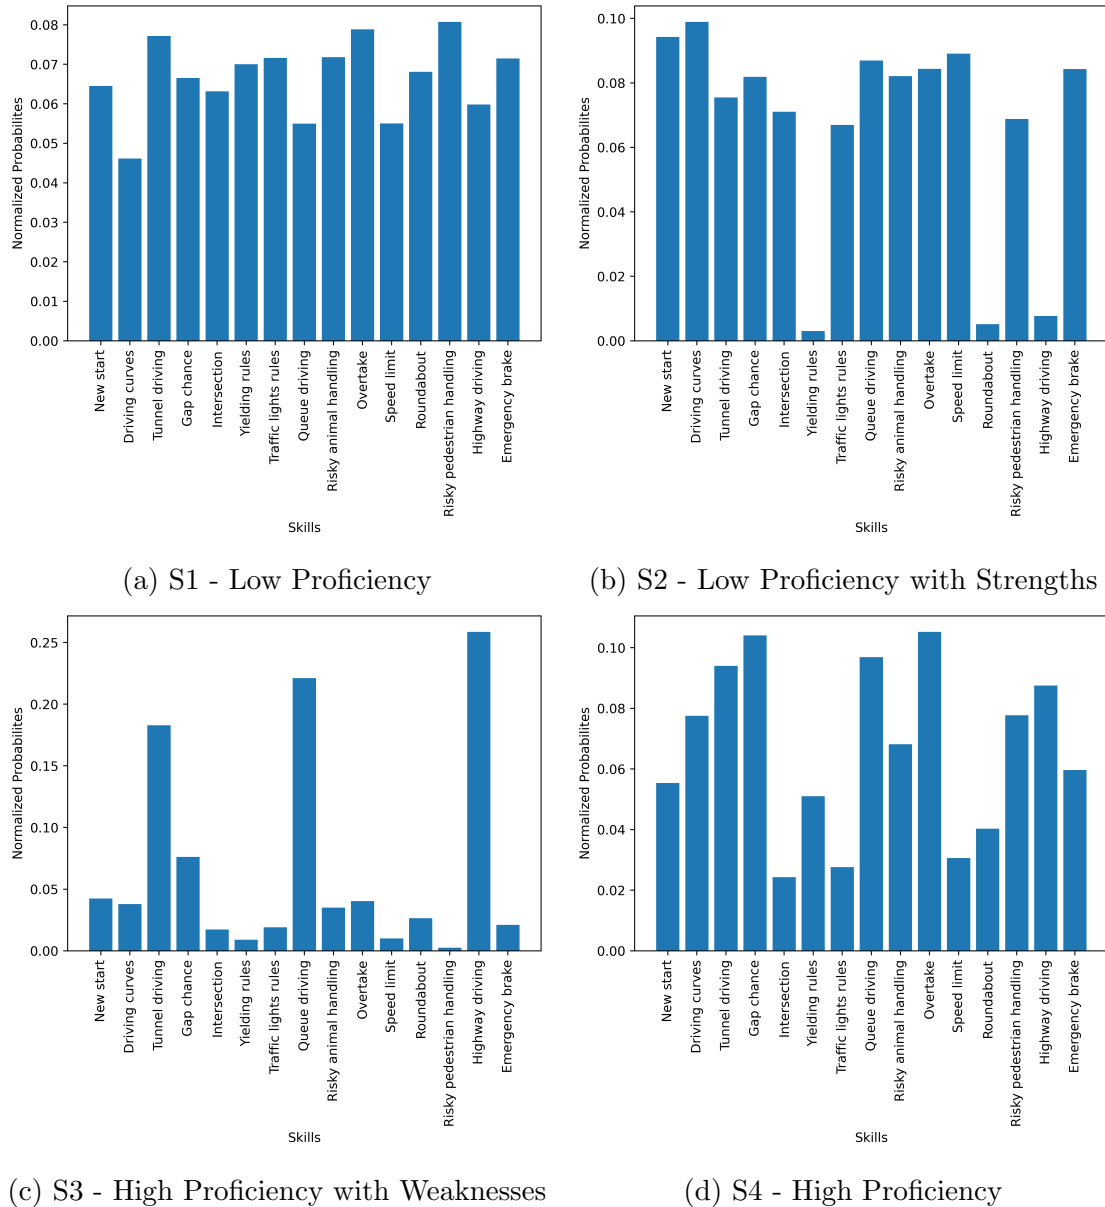 0.08
0.07
0.06
0.05
0.04
0.03
0.02
0.01
0.00
Normalized Probabilites
New start
Driving curves
Tunnel driving
Gap chance
Intersection
Yielding rules
Traffic lights rules
Queue driving
Risky animal handling
Overtake
Speed limit
Roundabout
Risky pedestrian handling
Highway driving
Emergency brake
Skills
(a) S1 - Low Proficiency
0.10
0.08
0.06
0.04
0.02
0.00
Normalized Probabilites
New start
Driving curves
Tunnel driving
Gap chance
Intersection
Yielding rules
Traffic lights rules
Queue driving
Risky animal handling
Overtake
Speed limit
Roundabout
Risky pedestrian handling
Highway driving
Emergency brake
Skills
(b) S2 - Low Proficiency with Strengths
0.25
0.20
0.15
0.10
0.05
0.00
Normalized Probabilites
New start
Driving curves
Tunnel driving
Gap chance
Intersection
Yielding rules
Traffic lights rules
Queue driving
Risky animal handling
Overtake
Speed limit
Roundabout
Risky pedestrian handling
Highway driving
Emergency brake
Skills
(c) S3 - High Proficiency with Weaknesses
0.10
0.08
0.06
0.04
0.02
0.00
Normalized Probabilites
New start
Driving curves
Tunnel driving
Gap chance
Intersection
Yielding rules
Traffic lights rules
Queue driving
Risky animal handling
Overtake
Speed limit
Roundabout
Risky pedestrian handling
Highway driving
Emergency brake
Skills
(d) S4 - High Proficiency